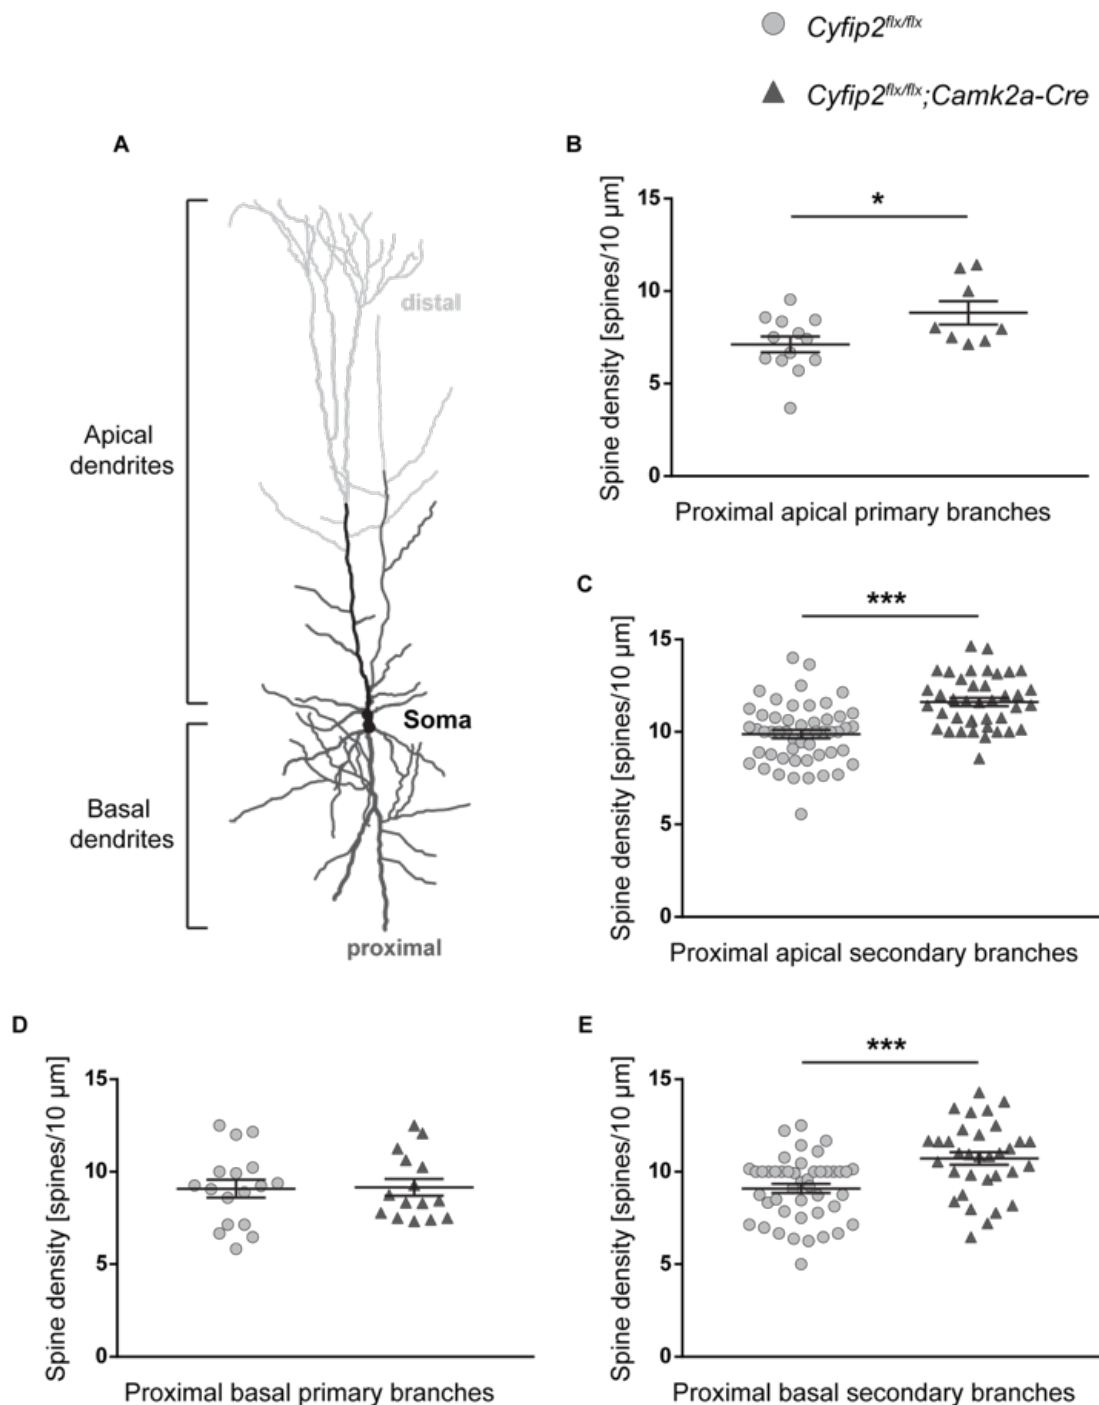 Cyfip2flx/flx
Cyfip2flx/flx;Camk2a-Cre
A
Apical
dendrites
distal
Soma
Basal
dendrites
proximal
B
Spine density [spines/10 µm]
15
10
5
0
*
Proximal apical primary branches
C
Spine density [spines/10 µm]
15
10
5
0
***
Proximal apical secondary branches
D
Spine density [spines/10 µm]
15
10
5
0
Proximal basal primary branches
E
Spine density [spines/10 µm]
15
10
5
0
***
Proximal basal secondary branches